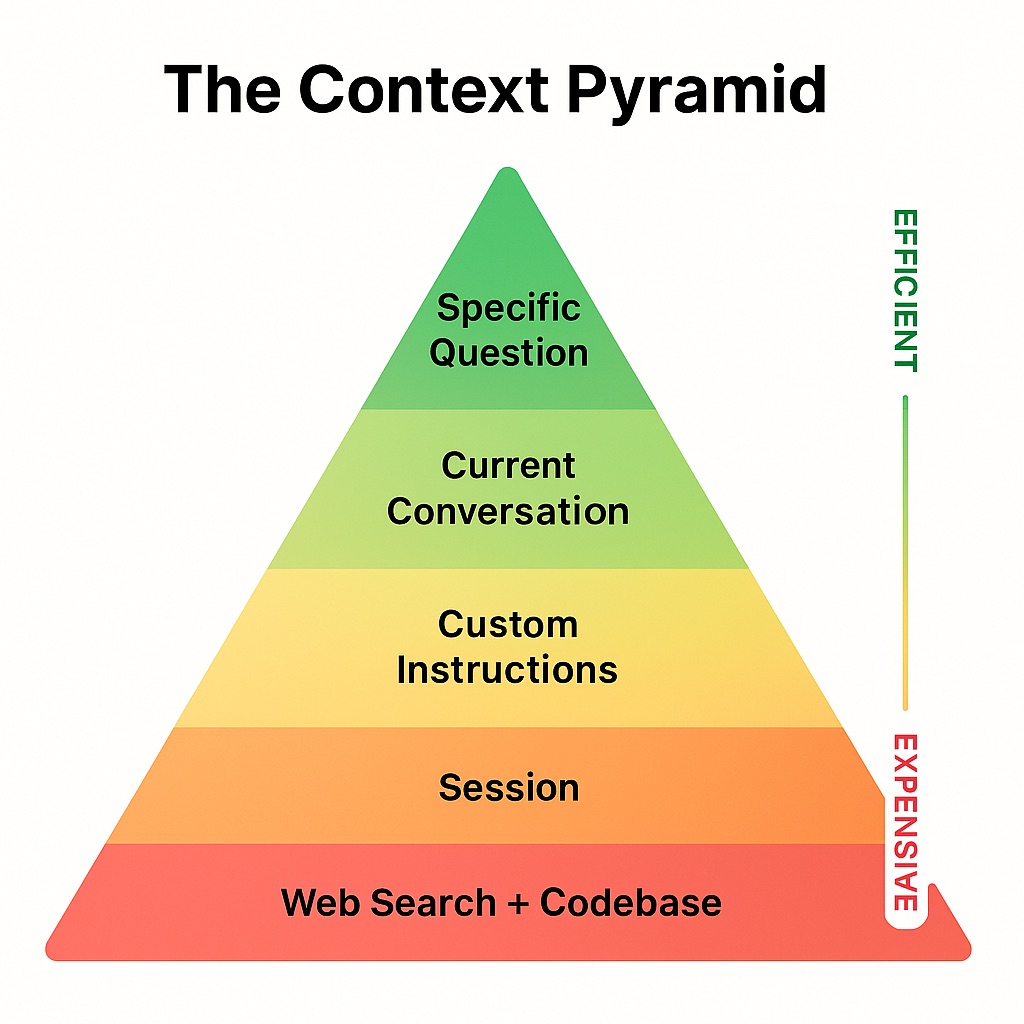 The Context Pyramid
Specific
Question
Current
Conversation
Custom
Instructions
Session
Web Search + Codebase
EFFICIENT
EXPENSIVE